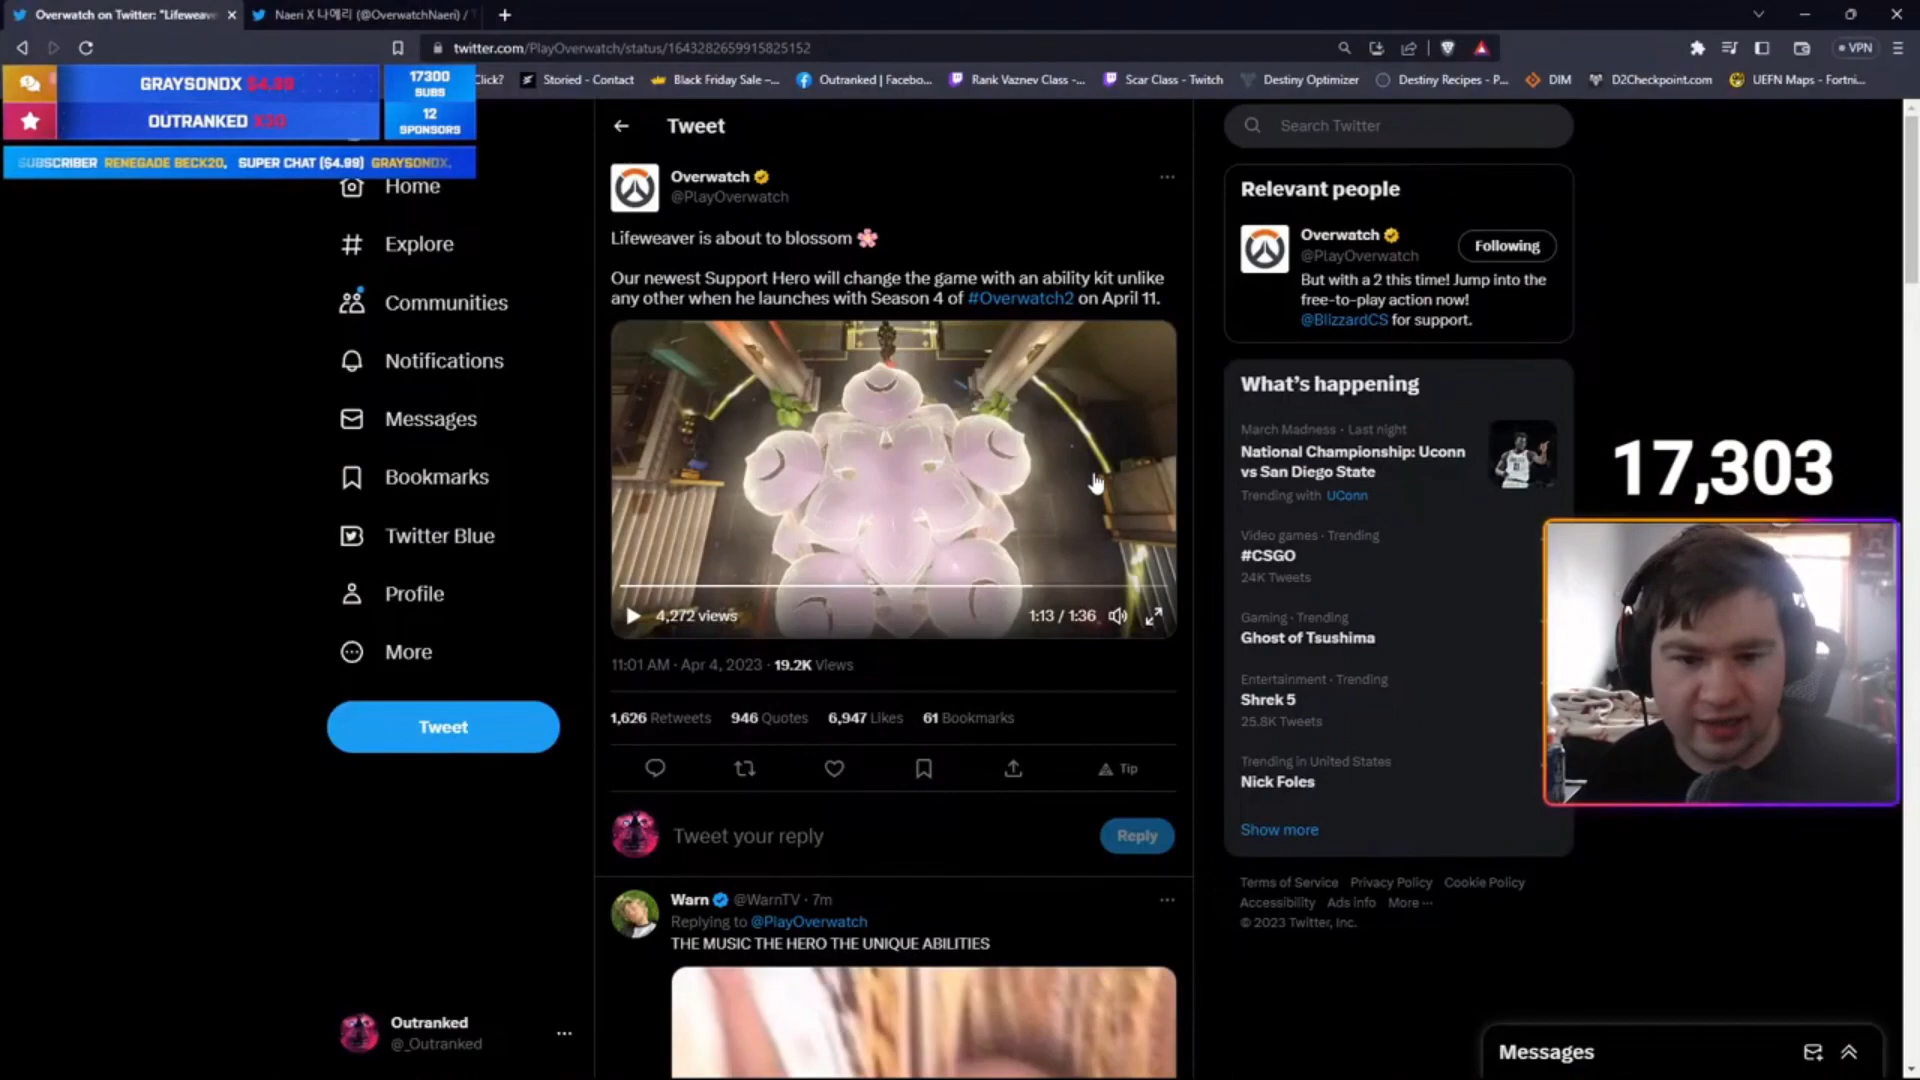 Overwatch on Twitter: "Lifeweave
Naeri X 나에리 (@OverwatchNaeri) /
twitter.com/PlayOverwatch/status/1643282659915825152
VPN
Click?
Storied - Contact
Black Friday Sale –...
Outranked | Facebo...
Rank Vaznev Class -...
Scar Class - Twitch
Destiny Optimizer
Destiny Recipes - P...
DIM
D2Checkpoint.com
UEFN Maps - Fortni...
GRAYSONDX $4.99
17300
SUBS
OUTRANKED X30
12
SPONSORS
SUBSCRIBER RENEGADE BECK20, SUPER CHAT ($4.99) GRAYSONDX,
Home
Explore
Communities
Notifications
Messages
Bookmarks
Twitter Blue
Profile
More
Tweet
Outranked
@_Outranked
Tweet
Overwatch
@PlayOverwatch
Lifeweaver is about to blossom 🌸
Our newest Support Hero will change the game with an ability kit unlike
any other when he launches with Season 4 of #Overwatch2 on April 11.
4,272 views
1:13 / 1:36
11:01 AM · Apr 4, 2023 · 19.2K Views
1,626 Retweets 946 Quotes 6,947 Likes 61 Bookmarks
Tip
Tweet your reply
Reply
Warn @WarnTV · 7m
Replying to @PlayOverwatch
THE MUSIC THE HERO THE UNIQUE ABILITIES
Search Twitter
Relevant people
Overwatch
@PlayOverwatch
Following
But with a 2 this time! Jump into the
free-to-play action now!
@BlizzardCS for support.
What's happening
March Madness · Last night
National Championship: Uconn
vs San Diego State
Trending with UConn
Video games · Trending
#CSGO
24K Tweets
Gaming · Trending
Ghost of Tsushima
Entertainment · Trending
Shrek 5
25.8K Tweets
Trending in United States
Nick Foles
Show more
Terms of Service Privacy Policy Cookie Policy
Accessibility Ads info More ···
© 2023 Twitter, Inc.
17,303
Messages